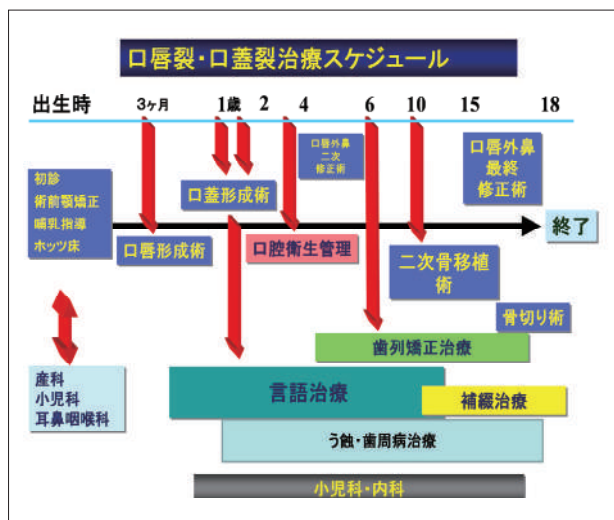 口唇裂・口蓋裂治療スケジュール
出生時
3ヶ月
1歳
2
4
6
10
15
18
初診
術前顎矯正
哺乳指導
ホッツ床
口唇形成術
口蓋形成術
口腔衛生管理
口唇外鼻
二次
修正術
二次骨移植
術
口唇外鼻
最終
修正術
終了
骨切り術
歯列矯正治療
産科
小児科
耳鼻咽喉科
言語治療
補綴治療
う蝕・歯周病治療
小児科・内科